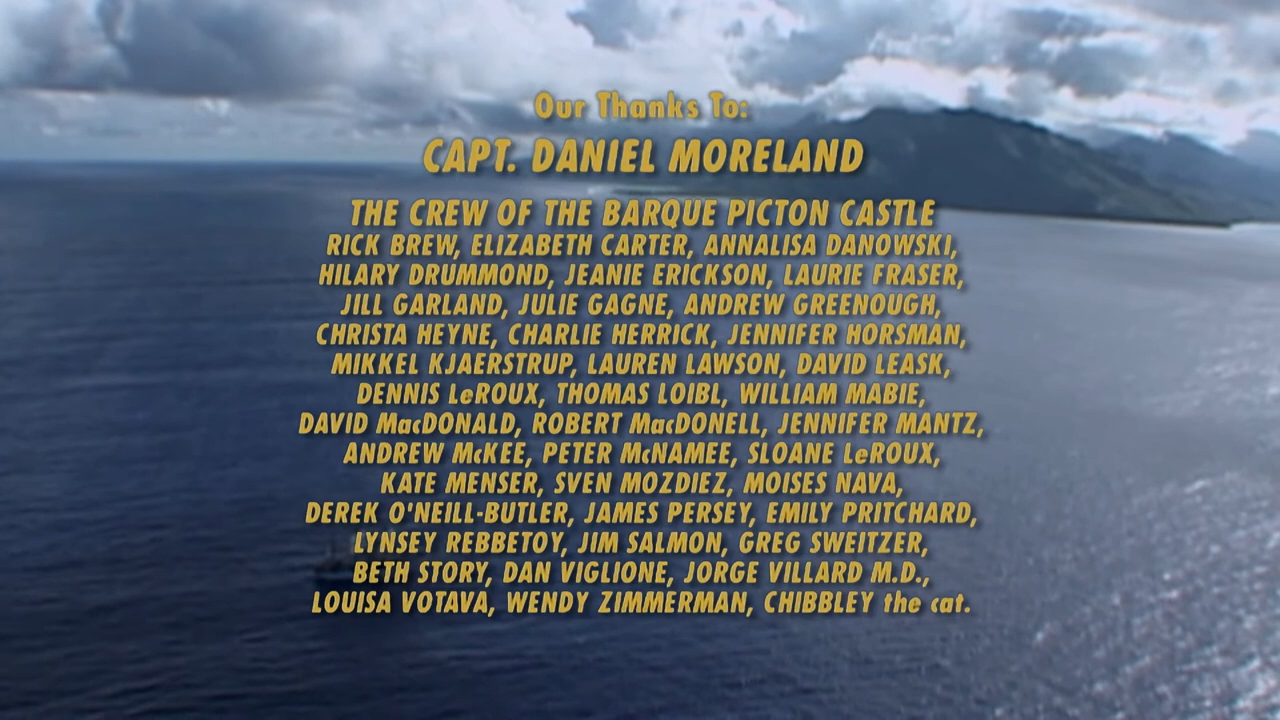 Our Thanks To:
CAPT. DANIEL MORELAND
THE CREW OF THE BARQUE PICTON CASTLE
RICK BREW, ELIZABETH CARTER, ANNALISA DANOWSKI,
HILARY DRUMMOND, JEANIE ERICKSON, LAURIE FRASER,
JILL GARLAND, JULIE GAGNE, ANDREW GREENOUGH,
CHRISTA HEYNE, CHARLIE HERRICK, JENNIFER HORSMAN,
MIKKEL KJAERSTRUP, LAUREN LAWSON, DAVID LEASK,
DENNIS LeROUX, THOMAS LOIBL, WILLIAM MABIE,
DAVID MacDONALD, ROBERT MacDONELL, JENNIFER MANTZ,
ANDREW McKEE, PETER McNAMEE, SLOANE LeROUX,
KATE MENSER, SVEN MOZDIEZ, MOISES NAVA,
DEREK O'NEILL-BUTLER, JAMES PERSEY, EMILY PRITCHARD,
LYNSEY REBBETOY, JIM SALMON, GREG SWEITZER,
BETH STORY, DAN VIGLIONE, JORGE VILLARD M.D.,
LOUISA VOTAVA, WENDY ZIMMERMAN, CHIBBLEY the cat.